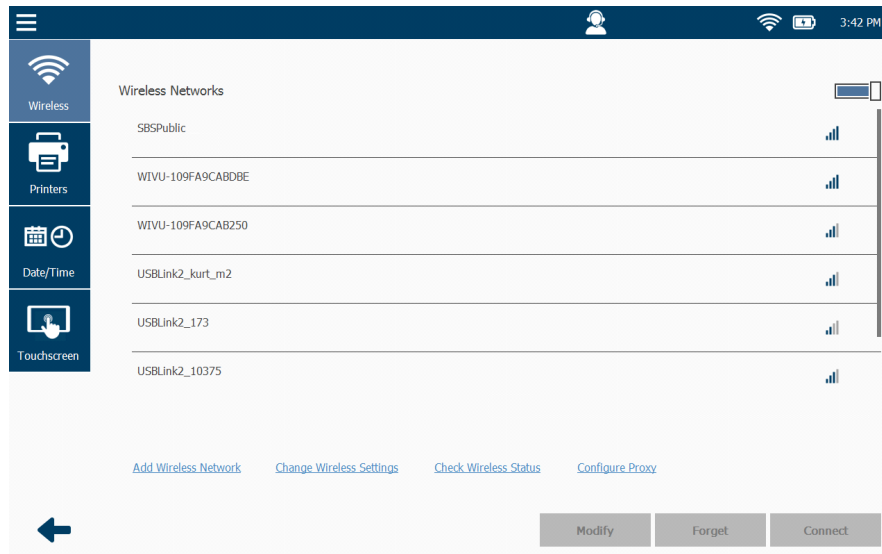 3:42 PM
Wireless
Printers
Date/Time
Touchscreen
Wireless Networks
SBSPublic
WIVU-109FA9CABDBE
WIVU-109FA9CAB250
USBLink2_kurt_m2
USBLink2_173
USBLink2_10375
Add Wireless Network Change Wireless Settings Check Wireless Status Configure Proxy
Modify Forget Connect